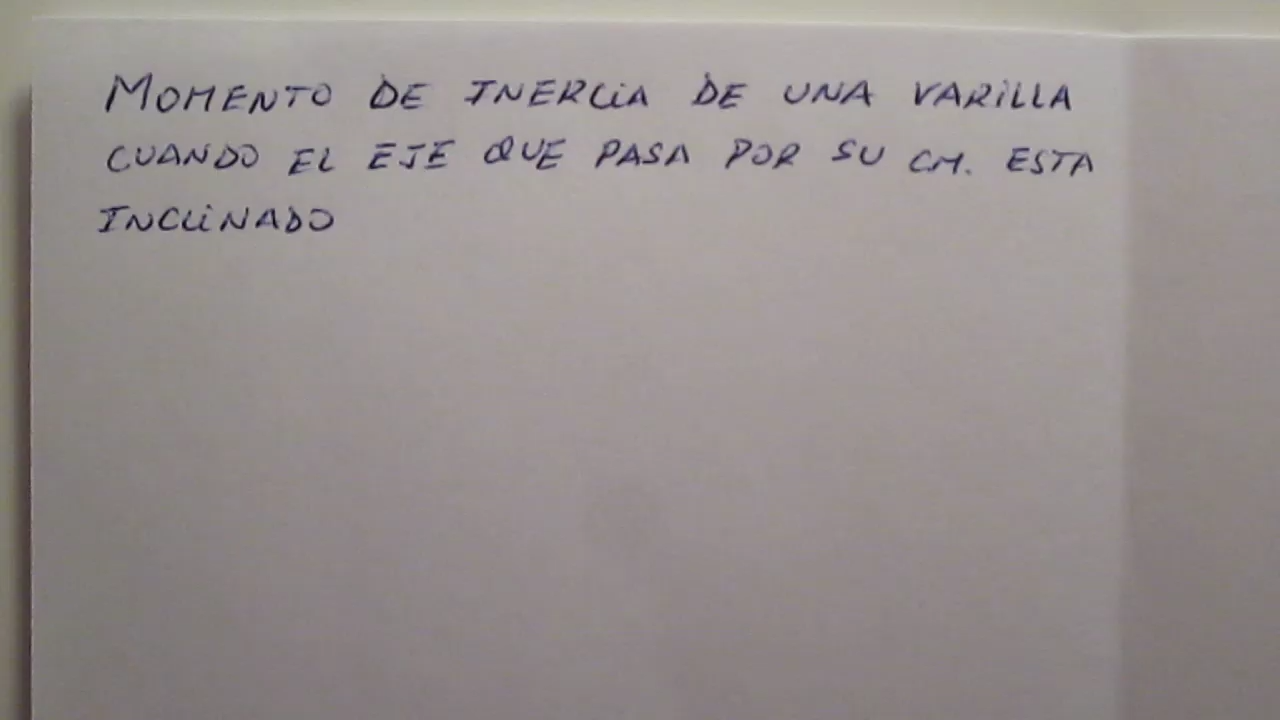 MOMENTO DE INERCIA DE UNA VARILLA
CUANDO EL EJE QUE PASA POR SU CM. ESTA
INCLINADO